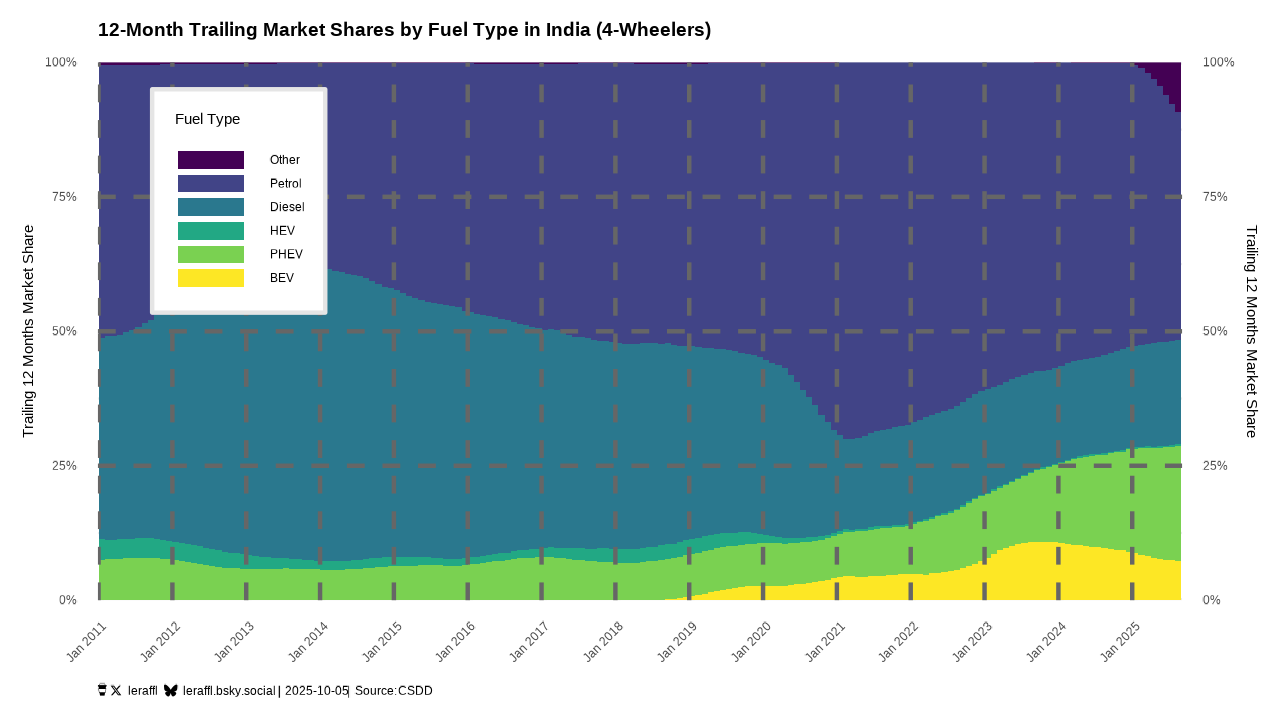 12-Month Trailing Market Shares by Fuel Type in India (4-Wheelers)
100%
75%
50%
25%
0%
Trailing 12 Months Market Share
Fuel Type
Other
Petrol
Diesel
HEV
PHEV
BEV
100%
75%
50%
25%
0%
Trailing 12 Months Market Share
Jan 2011
Jan 2012
Jan 2013
Jan 2014
Jan 2015
Jan 2016
Jan 2017
Jan 2018
Jan 2019
Jan 2020
Jan 2021
Jan 2022
Jan 2023
Jan 2024
Jan 2025
leraffl leraffl.bsky.social | 2025-10-05| Source:CSDD